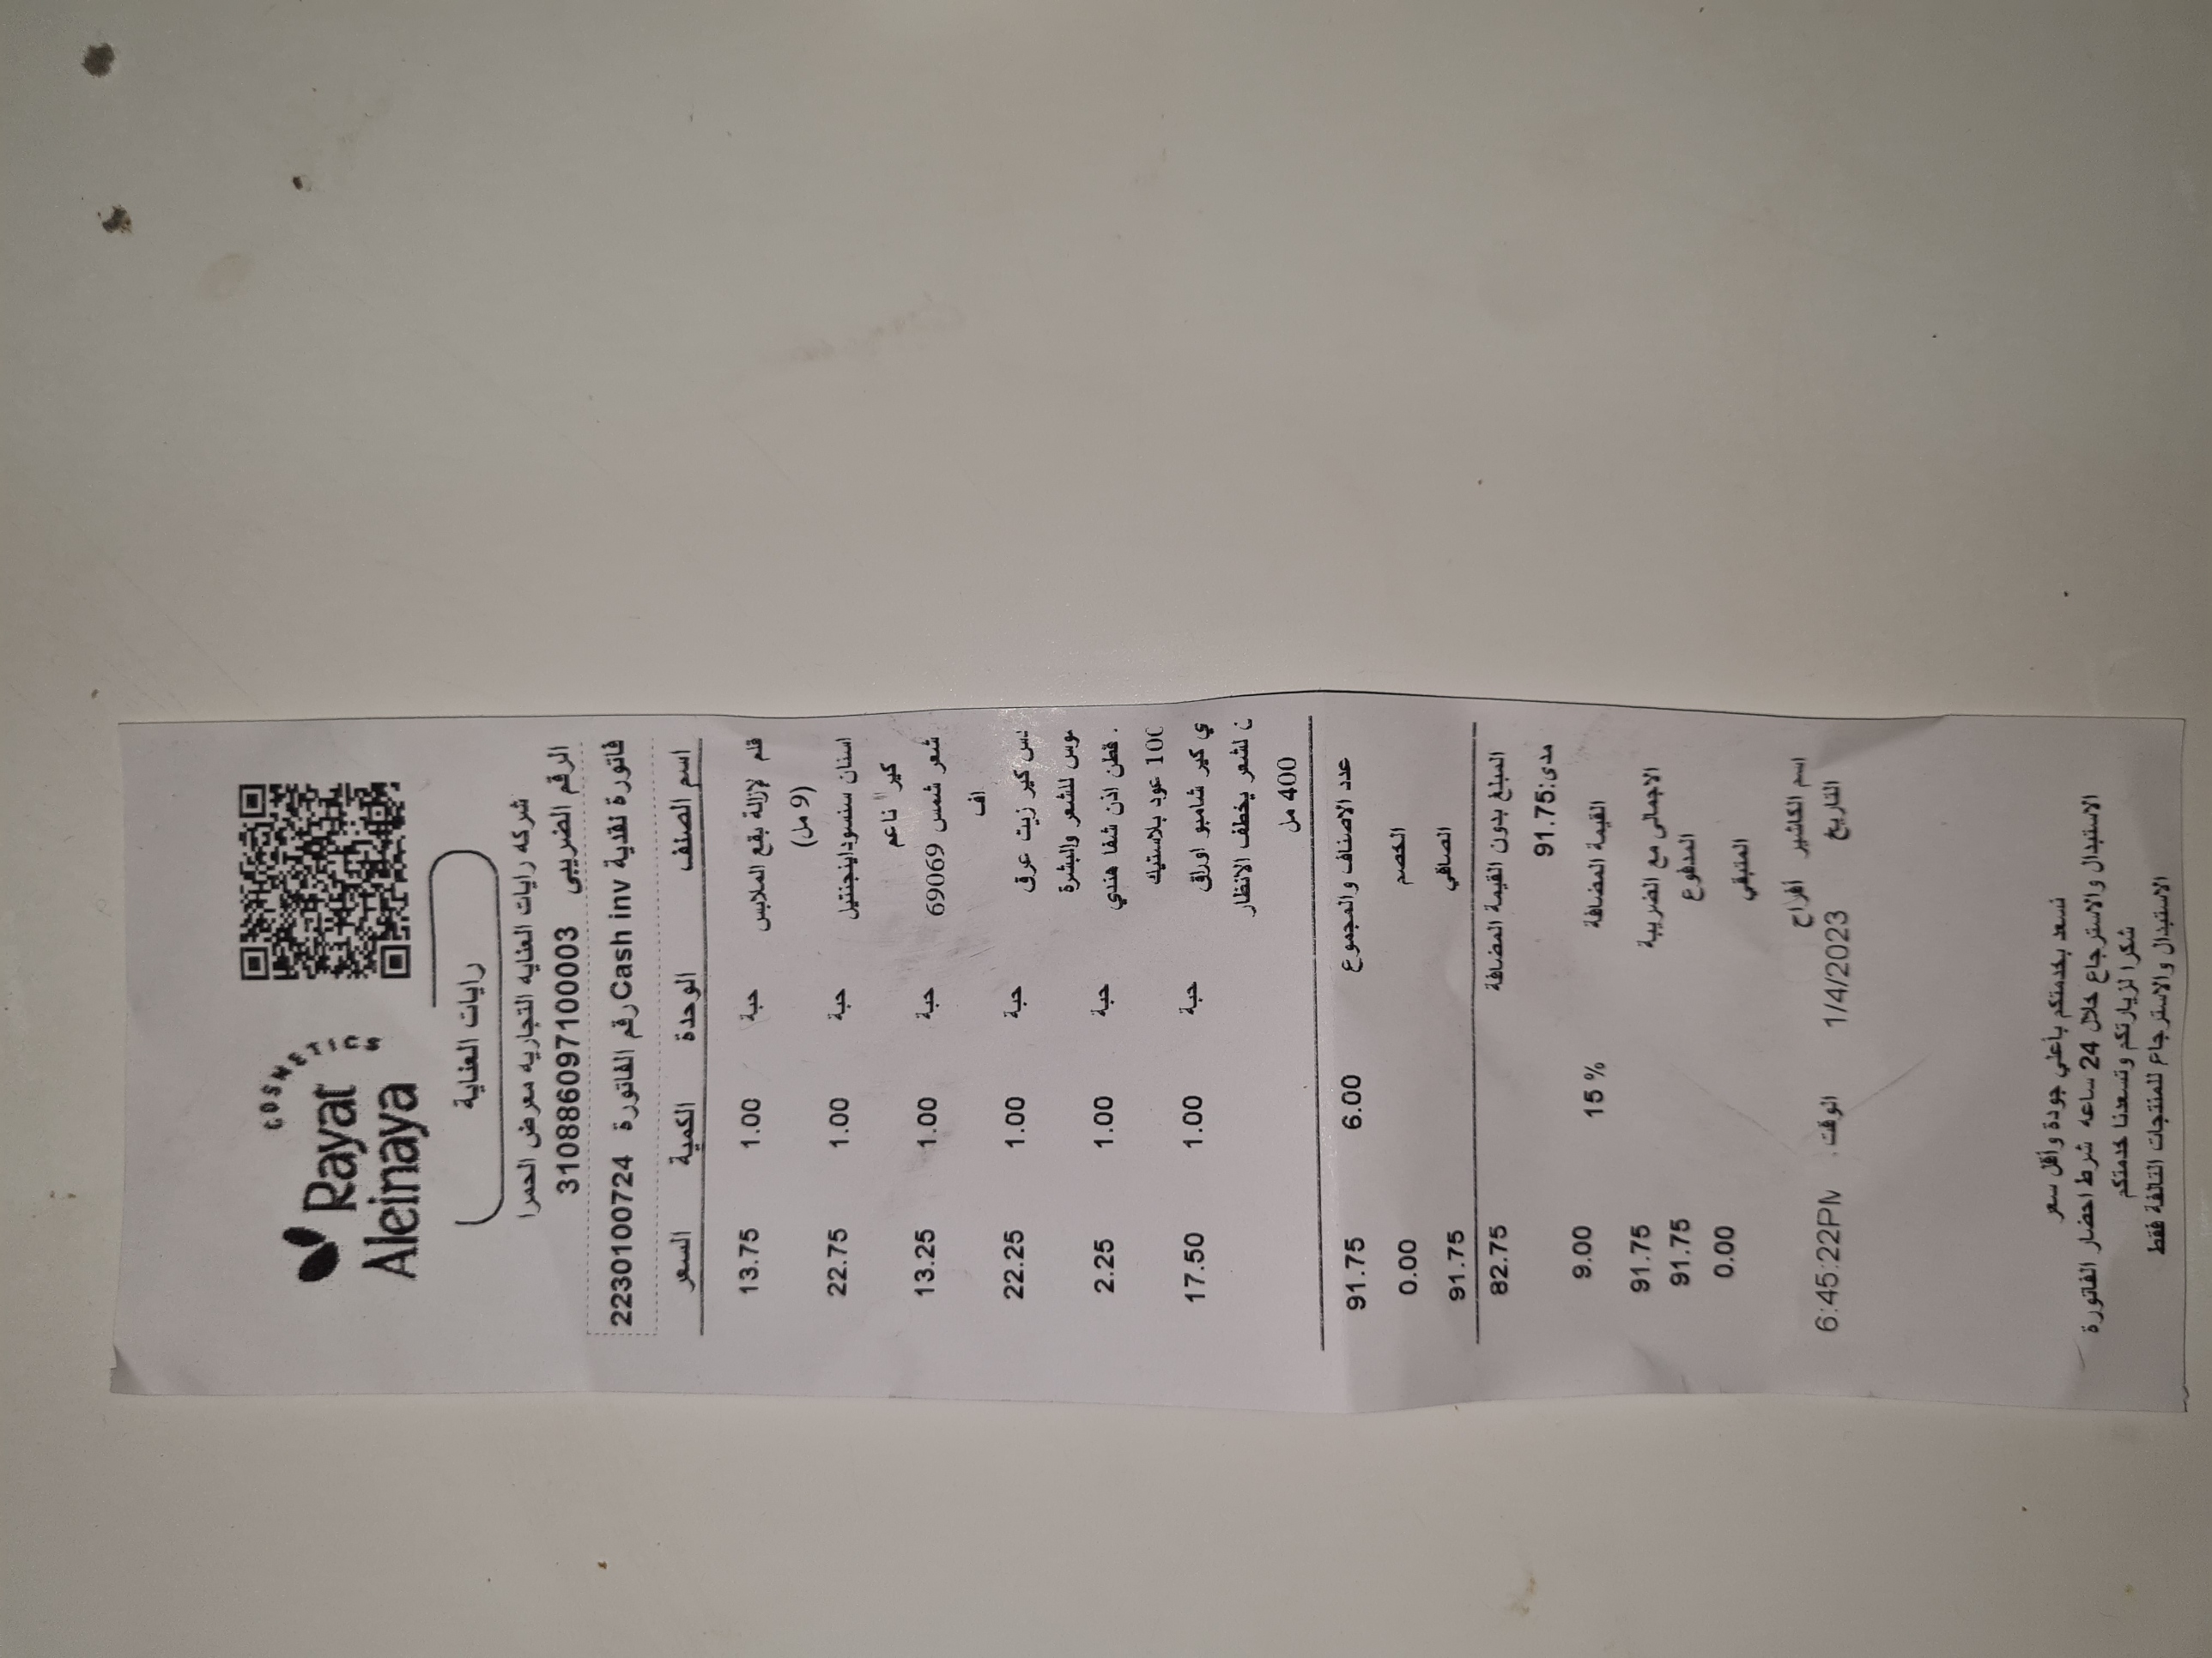 COSMETICS
Rayat
Aleinaya
رايات العناية
شركه رايات العنايه التجاريه معرض الحمرا
الرقم الضريبي 310886097100003
فاتورة نقدية Cash inv رقم الفاتورة 2230100724
اسم الصنف الوحدة الكمية السعر
قلم لإزالة بقع الملابس حبة 1.00 13.75
(9 مل)
اسنان سنسوداينجنتيل حبة 1.00 22.75
كير " ناعم
شعر شمس 69069 حبة 1.00 13.25
اف
كير زيت عرق حبة 1.00 22.25
وس للشعر والبشرة
. قطن اذن شفا هندي حبة 1.00 2.25
100 عود بلاستيك
ي كير شامبو اوراق حبة 1.00 17.50
لشعر يخطف الانظار
400 مل
عدد الاصناف والمجموع 6.00 91.75
الخصم 0.00
الصافي 91.75
المبلغ بدون القيمة المضافة 82.75
مدى:91.75
القيمة المضافة 15 % 9.00
الاجمالى مع الضريبة 91.75
المدفوع 91.75
المتبقي 0.00
اسم الكاشير افراح
التاريخ 1/4/2023 الوقت. 6:45:22PM
نسعد بخدمتكم بأعلي جودة وأقل سعر
الاستبدال والاسترجاع خلال 24 ساعه شرط احضار الفاتورة
شكرا لزيارتكم وتسعدنا خدمتكم
الاستبدال والاسترجاع للمنتجات التالفة فقط